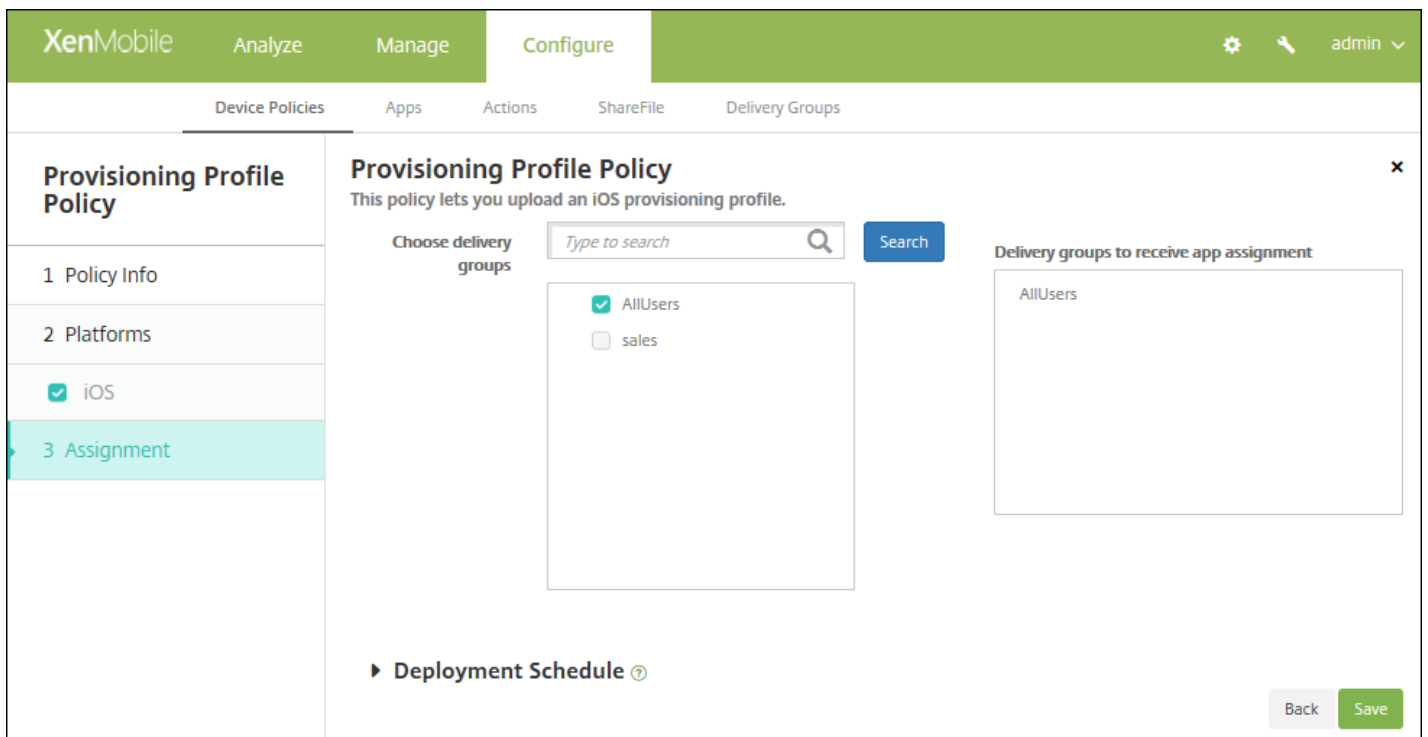 XenMobile Analyze Manage Configure admin
Device Policies Apps Actions ShareFile Delivery Groups
Provisioning Profile
Policy
1 Policy Info
2 Platforms
iOS
3 Assignment
Provisioning Profile Policy
This policy lets you upload an iOS provisioning profile.
Choose delivery
groups
Type to search
Search
AllUsers
sales
Delivery groups to receive app assignment
AllUsers
Deployment Schedule ?
Back Save